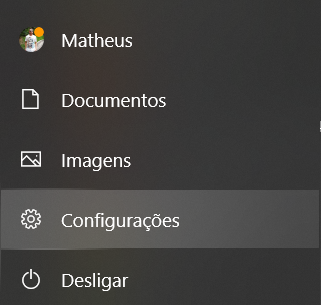 Matheus
Documentos
Imagens
Configurações
Desligar